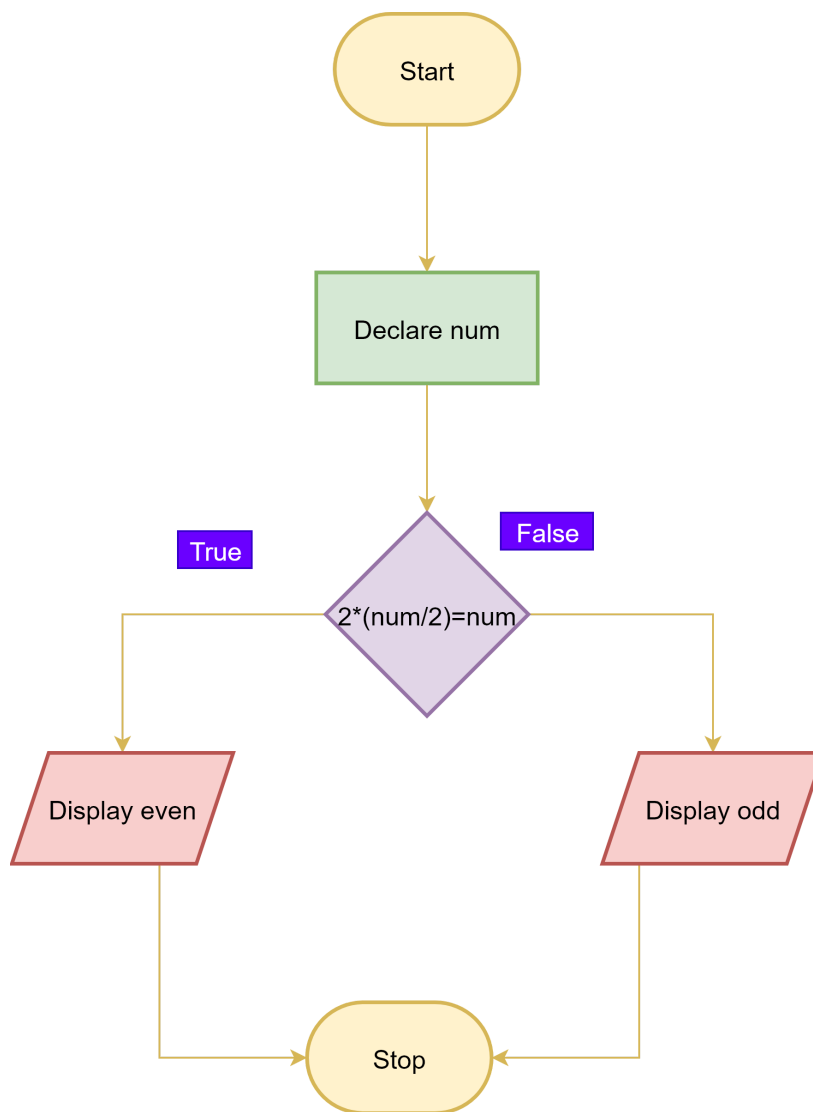 Start
Declare num
True
False
2*(num/2)=num
Display even
Display odd
Stop